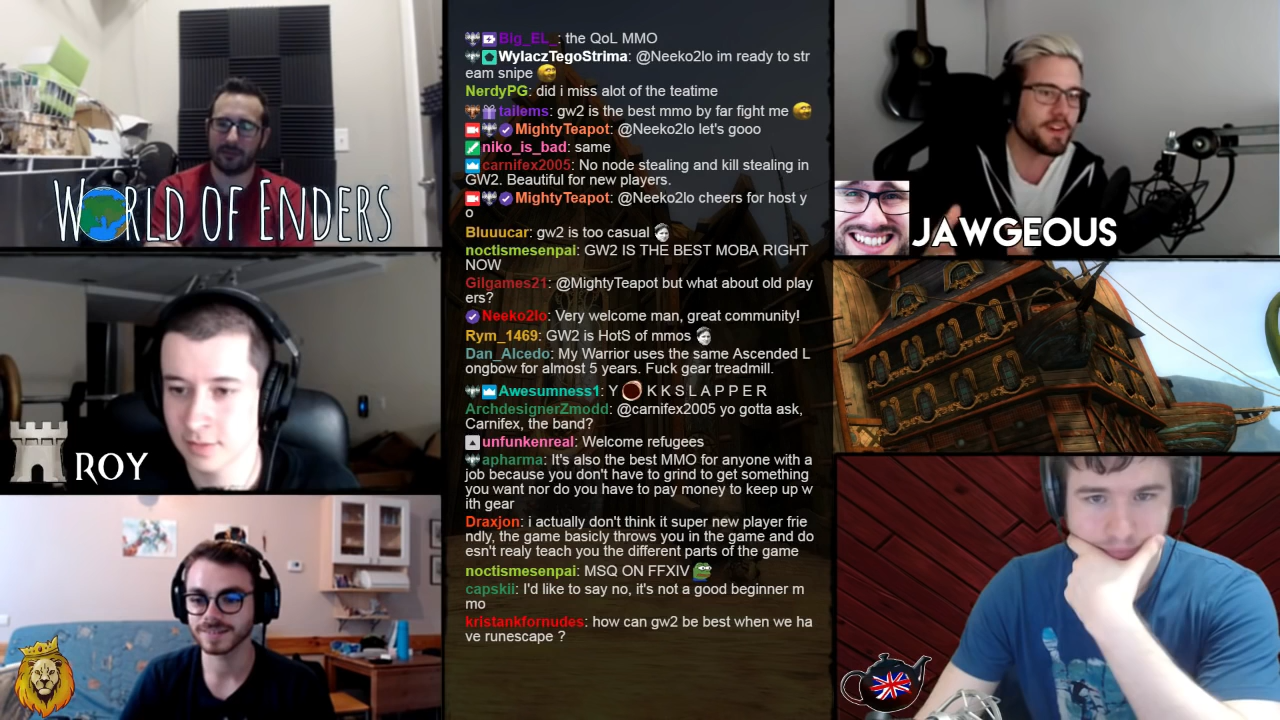 WORLD OF ENDERS
ROY
Big_EL_: the QoL MMO
WylaczTegoStrima: @Neeko2lo im ready to str
eam snipe
NerdyPG: did i miss alot of the teatime
tailems: gw2 is the best mmo by far fight me
MightyTeapot: @Neeko2lo let's gooo
niko_is_bad: same
carnifex2005: No node stealing and kill stealing in
GW2. Beautiful for new players.
MightyTeapot: @Neeko2lo cheers for host y
o
Bluuucar: gw2 is too casual
noctismesenpai: GW2 IS THE BEST MOBA RIGHT
NOW
Gilgames21: @MightyTeapot but what about old play
ers?
Neeko2lo: Very welcome man, great community!
Rym_1469: GW2 is HotS of mmos
Dan_Alcedo: My Warrior uses the same Ascended L
ongbow for almost 5 years. Fuck gear treadmill.
Awesumness1: Y K K S L A P P E R
ArchdesignerZmodd: @carnifex2005 yo gotta ask,
Carnifex, the band?
unfunkenreal: Welcome refugees
apharma: It's also the best MMO for anyone with a
job because you don't have to grind to get something
you want nor do you have to pay money to keep up w
ith gear
Draxjon: i actually don't think it super new player frie
ndly, the game basicly throws you in the game and do
esn't realy teach you the different parts of the game
noctismesenpai: MSQ ON FFXIV
capskii: I'd like to say no, it's not a good beginner m
mo
kristankfornudes: how can gw2 be best when we ha
ve runescape ?
JAWGEOUS